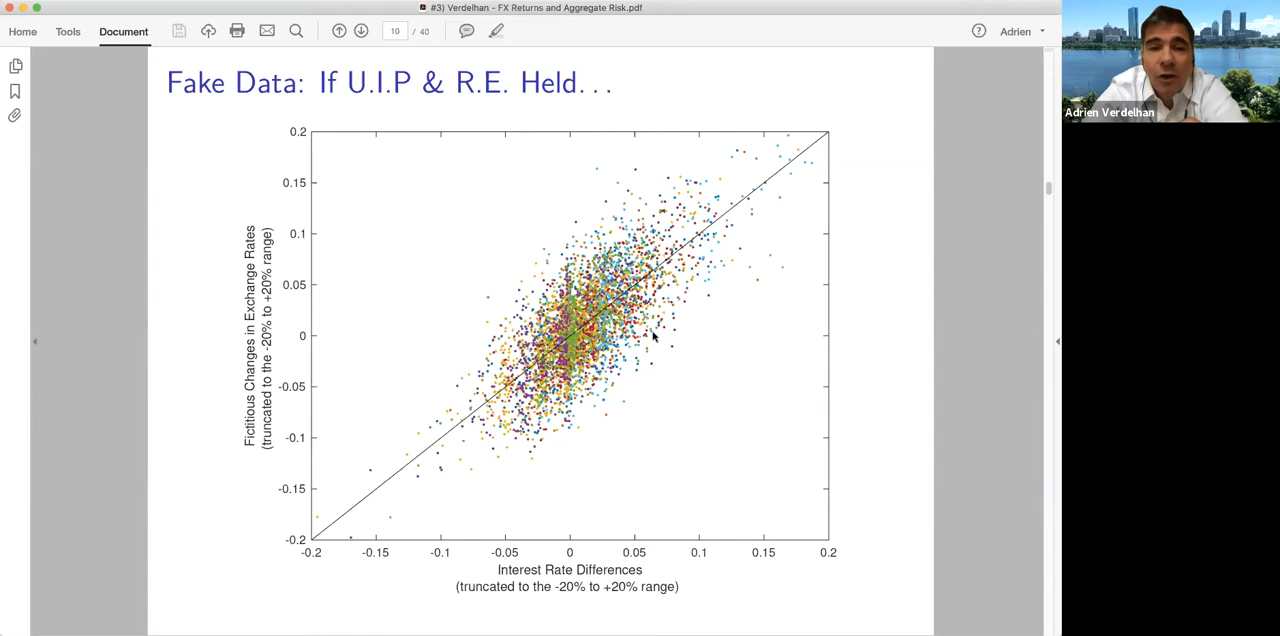 #3) Verdelhan - FX Returns and Aggregate Risk.pdf
Home
Tools
Document
10 / 40
Adrien
Adrien Verdelhan
Fake Data: If U.I.P & R.E. Held. . .
Fictitious Changes in Exchange Rates
(truncated to the -20% to +20% range)
0.2
0.15
0.1
0.05
0
-0.05
-0.1
-0.15
-0.2
-0.2 -0.15 -0.1 -0.05 0 0.05 0.1 0.15 0.2
Interest Rate Differences
(truncated to the -20% to +20% range)